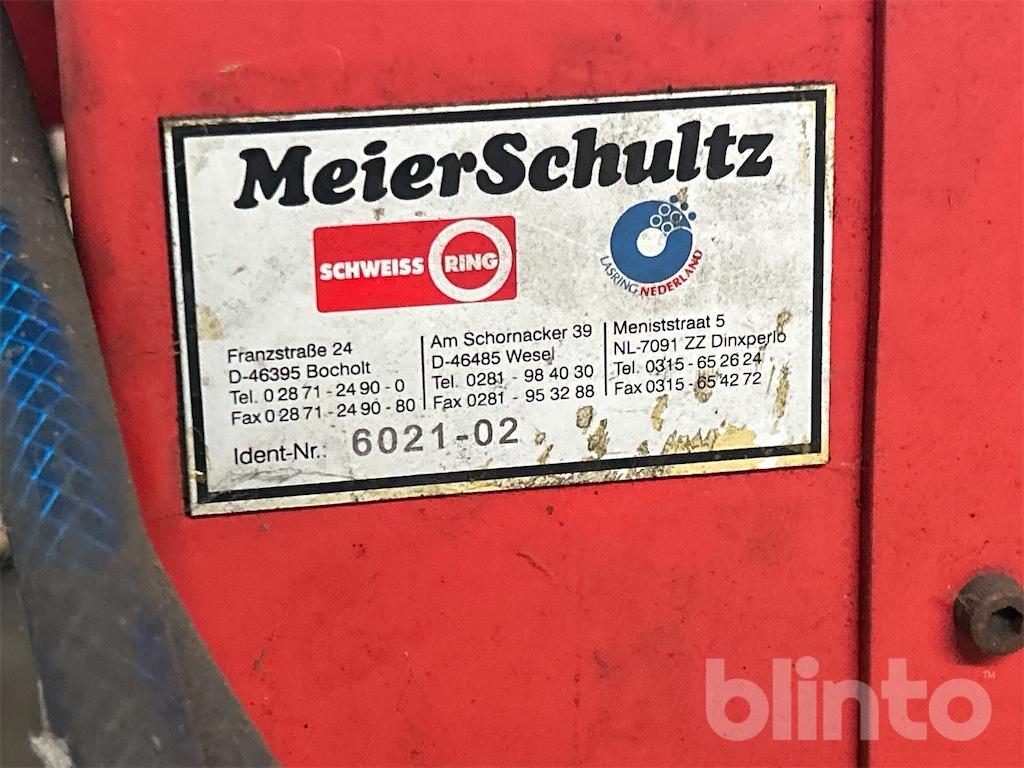 MeierSchultz
SCHWEISS RING
LASRING NEDERLAND
Franzstraße 24
D-46395 Bocholt
Tel. 0 28 71 - 24 90 - 0
Fax 0 28 71 - 24 90 - 80
Am Schornacker 39
D-46485 Wesel
Tel. 0281 - 98 40 30
Fax 0281 - 95 32 88
Meniststraat 5
NL-7091 ZZ Dinxperlo
Tel. 0315 - 65 26 24
Fax 0315 - 65 42 72
Ident-Nr.: 6021-02
blinto™